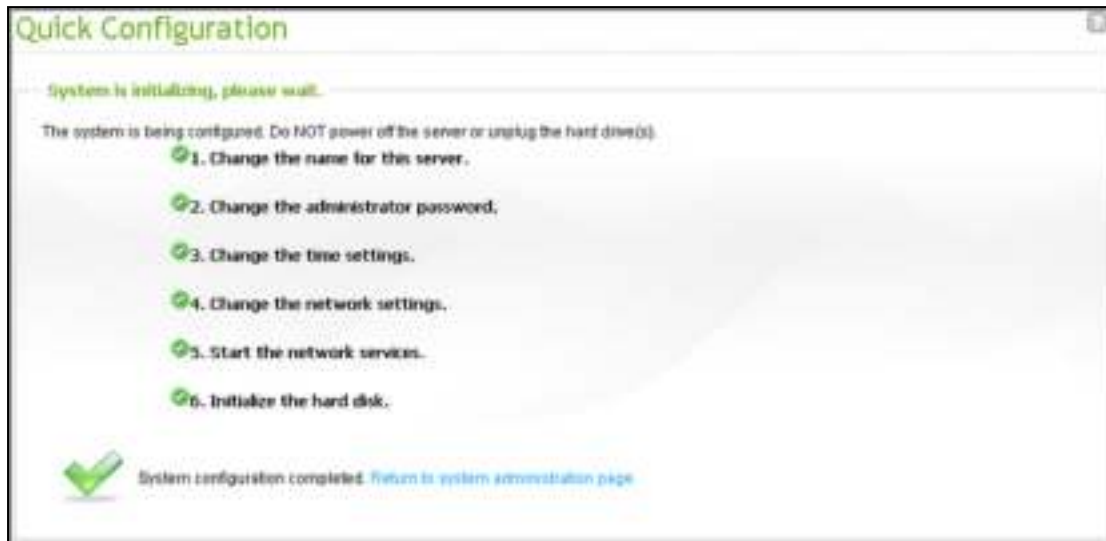 Quick Configuration
System is initializing, please wait.
The system is being configured. Do NOT power off the server or unplug the hard drive(s).
1. Change the name for this server.
2. Change the administrator password.
3. Change the time settings.
4. Change the network settings.
5. Start the network services.
6. Initialize the hard disk.
System configuration completed. Return to system administration page